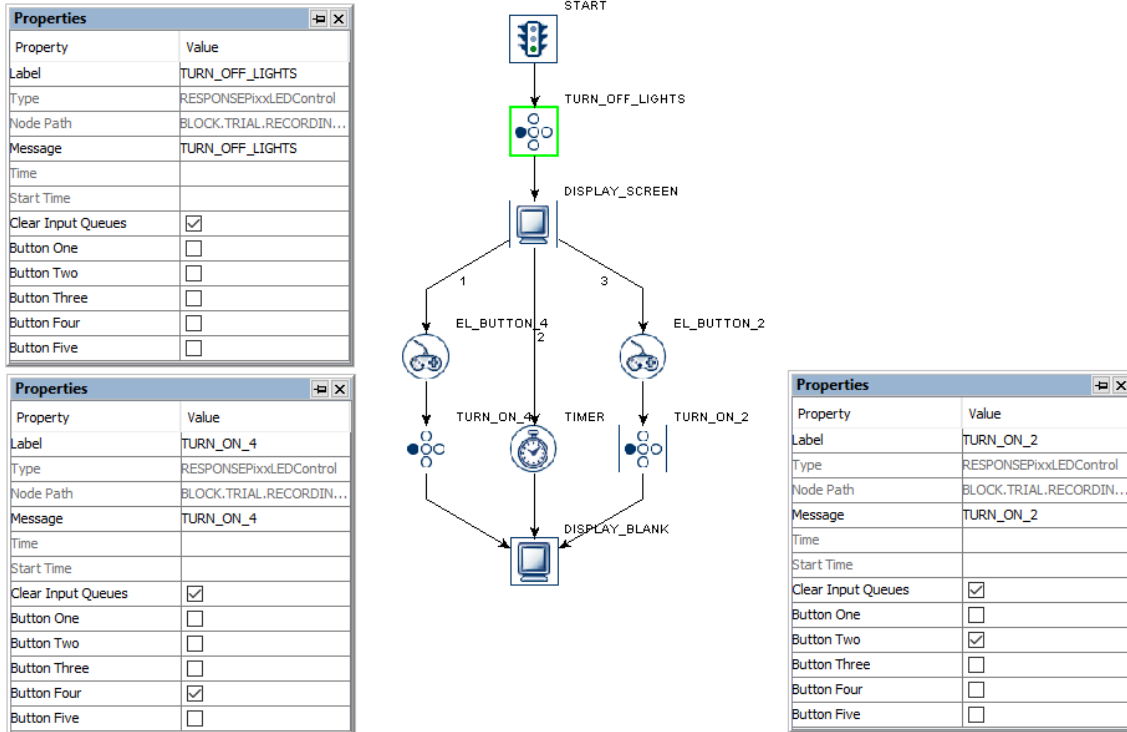 Properties
Property Value
Label TURN_OFF_LIGHTS
Type RESPONSEPixxLEDControl
Node Path BLOCK.TRIAL.RECORDIN...
Message TURN_OFF_LIGHTS
Time
Start Time
Clear Input Queues
Button One
Button Two
Button Three
Button Four
Button Five
START
TURN_OFF_LIGHTS
DISPLAY_SCREEN
1
2
3
EL_BUTTON_4
EL_BUTTON_2
TURN_ON_4
TIMER
TURN_ON_2
DISPLAY_BLANK
Properties
Property Value
Label TURN_ON_4
Type RESPONSEPixxLEDControl
Node Path BLOCK.TRIAL.RECORDIN...
Message TURN_ON_4
Time
Start Time
Clear Input Queues
Button One
Button Two
Button Three
Button Four
Button Five
Properties
Property Value
Label TURN_ON_2
Type RESPONSEPixxLEDControl
Node Path BLOCK.TRIAL.RECORDIN...
Message TURN_ON_2
Time
Start Time
Clear Input Queues
Button One
Button Two
Button Three
Button Four
Button Five